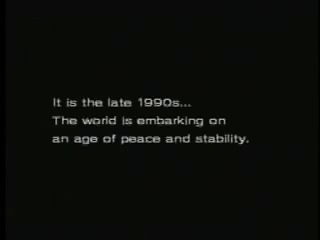 It is the late 1990s...
The world is embarking on
an age of peace and stability.